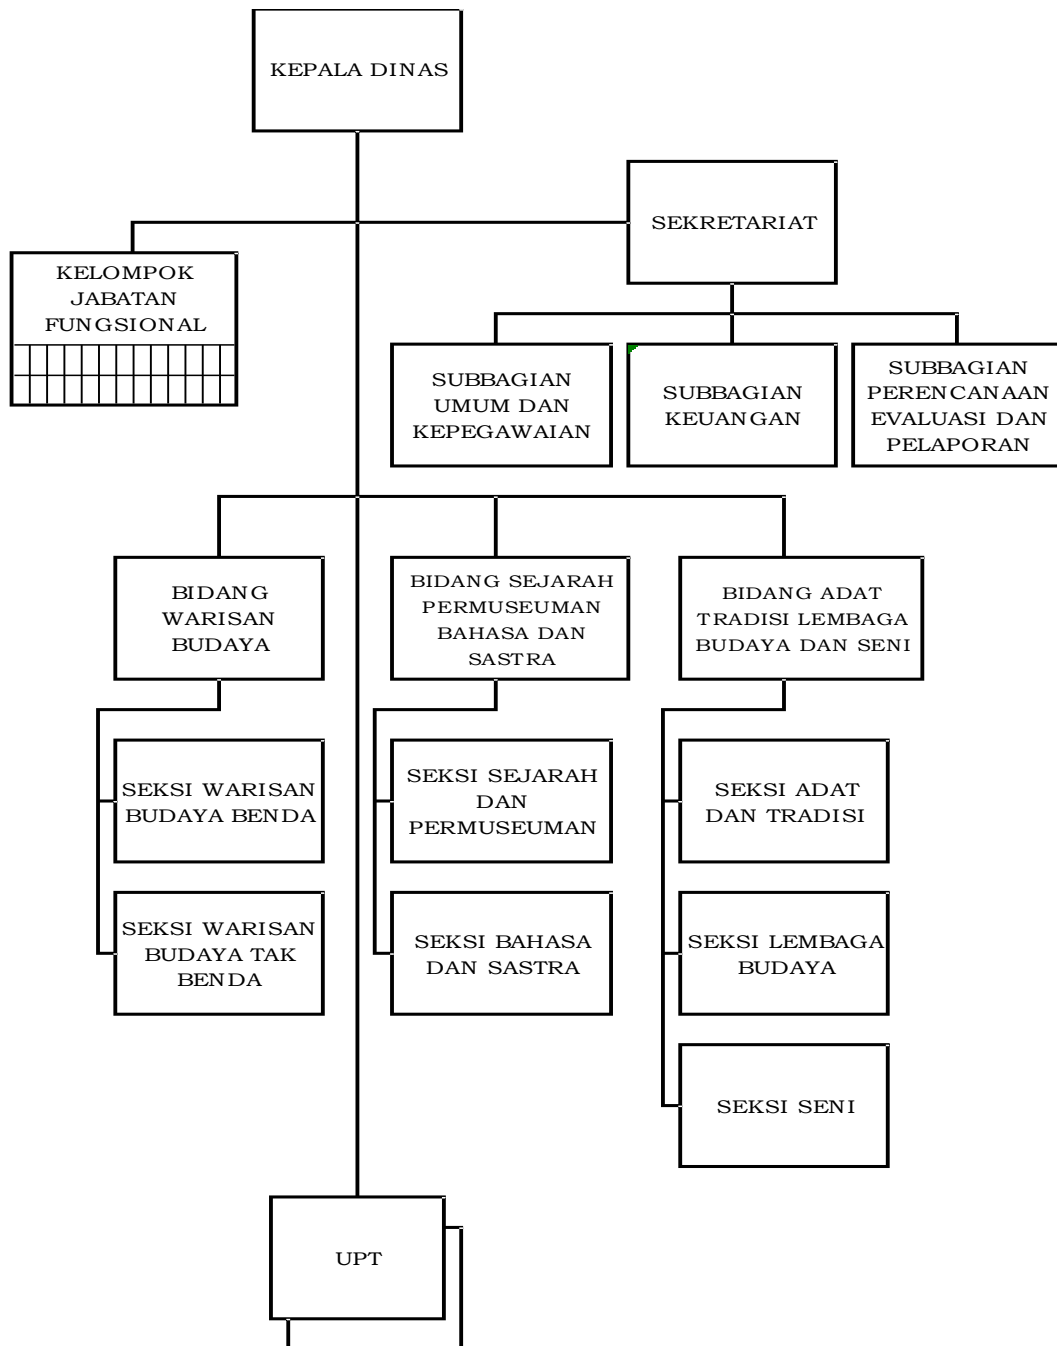 KEPALA DINAS
SEKRETARIAT
KELOMPOK
JABATAN
FUNGSIONAL
SUBBAGIAN
UMUM DAN
KEPEGAWAIAN
SUBBAGIAN
KEUANGAN
SUBBAGIAN
PERENCANAAN
EVALUASI DAN
PELAPORAN
BIDANG
WARISAN
BUDAYA
BIDANG SEJARAH
PERMUSEUMAN
BAHASA DAN
SASTRA
BIDANG ADAT
TRADISI LEMBAGA
BUDAYA DAN SENI
SEKSI WARISAN
BUDAYA BENDA
SEKSI SEJARAH
DAN
PERMUSEUMAN
SEKSI ADAT
DAN TRADISI
SEKSI WARISAN
BUDAYA TAK
BENDA
SEKSI BAHASA
DAN SASTRA
SEKSI LEMBAGA
BUDAYA
SEKSI SENI
UPT